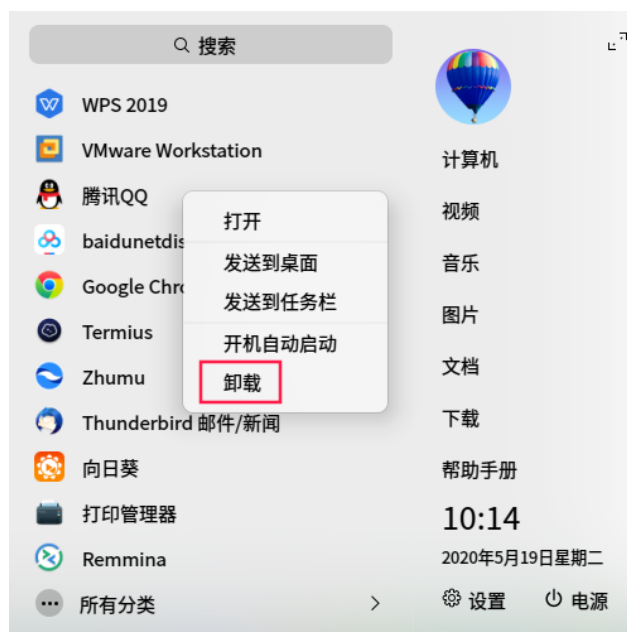 搜索
WPS 2019
VMware Workstation
腾讯QQ
baidunetdis
Google Chro
Termius
Zhumu
Thunderbird 邮件/新闻
向日葵
打印管理器
Remmina
所有分类
打开
发送到桌面
发送到任务栏
开机自动启动
卸载
计算机
视频
音乐
图片
文档
下载
帮助手册
10:14
2020年5月19日星期二
设置
电源